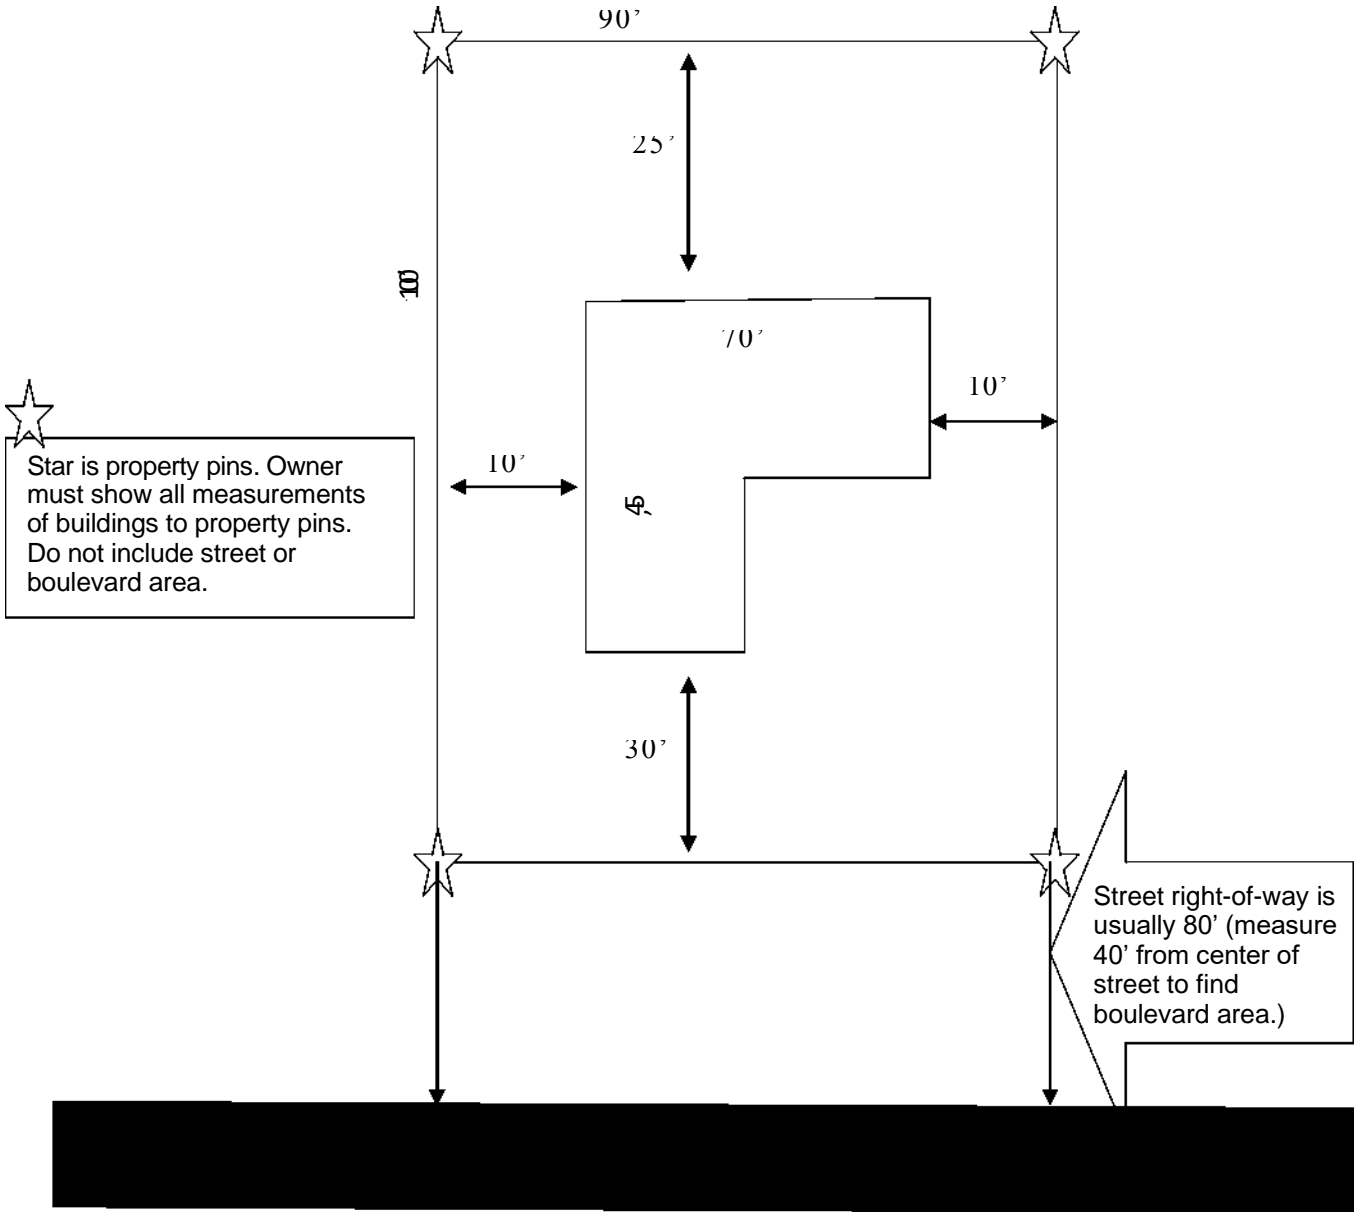 90’
25’
100’
70’
10’
10’
45’
Star is property pins. Owner
must show all measurements
of buildings to property pins.
Do not include street or
boulevard area.
30’
Street right-of-way is
usually 80’ (measure
40’ from center of
street to find
boulevard area.)